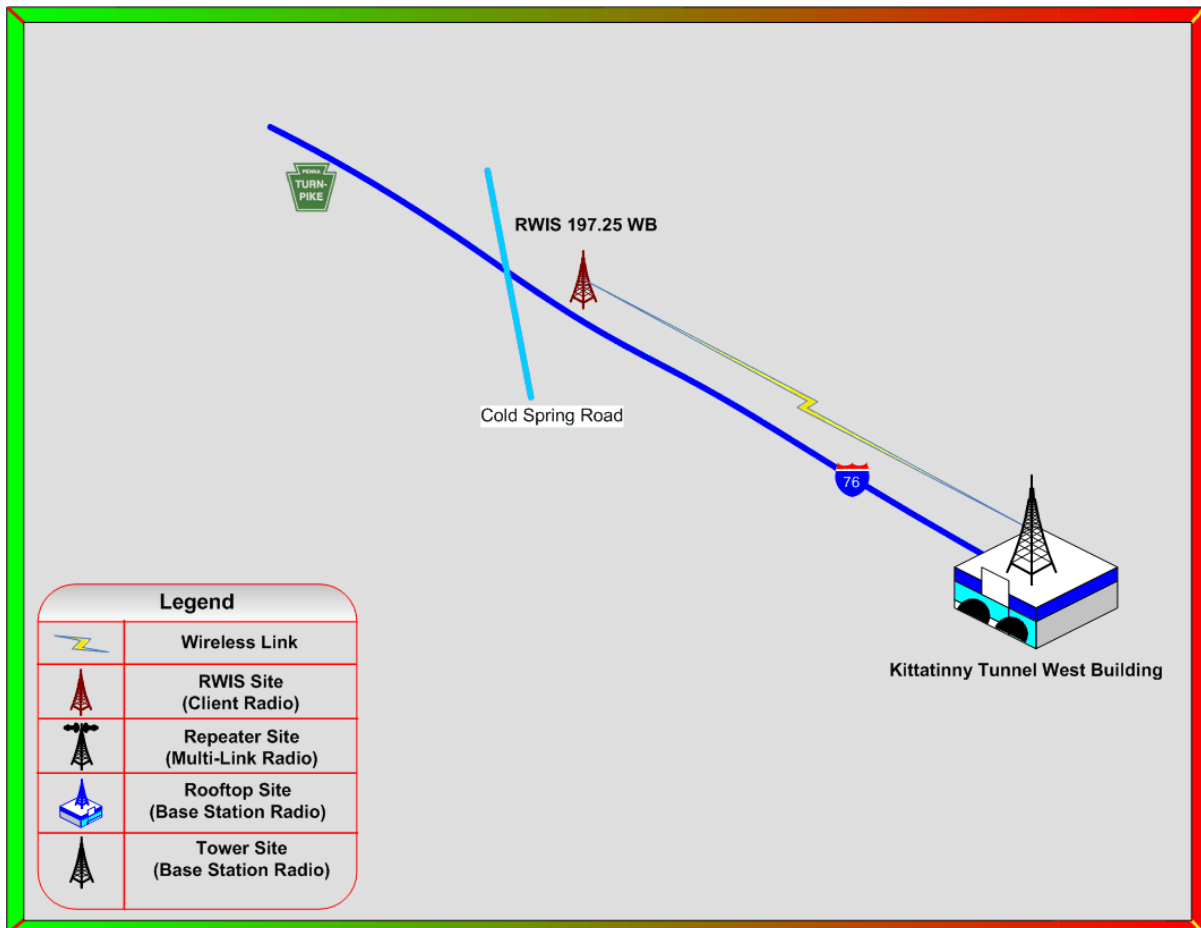 PENNA
TURN-
PIKE
RWIS 197.25 WB
Cold Spring Road
76
Kittatinny Tunnel West Building
Legend
Wireless Link
RWIS Site
(Client Radio)
Repeater Site
(Multi-Link Radio)
Rooftop Site
(Base Station Radio)
Tower Site
(Base Station Radio)